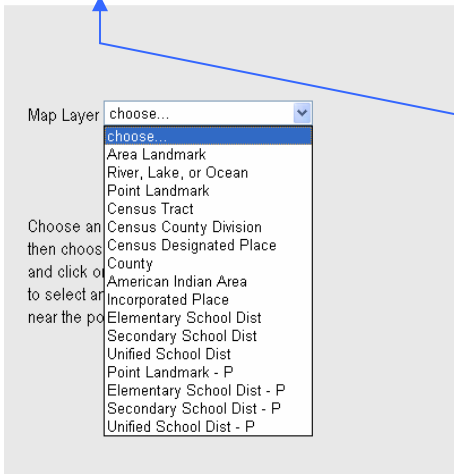 Map Layer choose...
choose...
Area Landmark
River, Lake, or Ocean
Point Landmark
Census Tract
Choose an Census County Division
then choos Census Designated Place
County
and click o American Indian Area
to select ar Incorporated Place
near the po Elementary School Dist
Secondary School Dist
Unified School Dist
Point Landmark - P
Elementary School Dist - P
Secondary School Dist - P
Unified School Dist - P